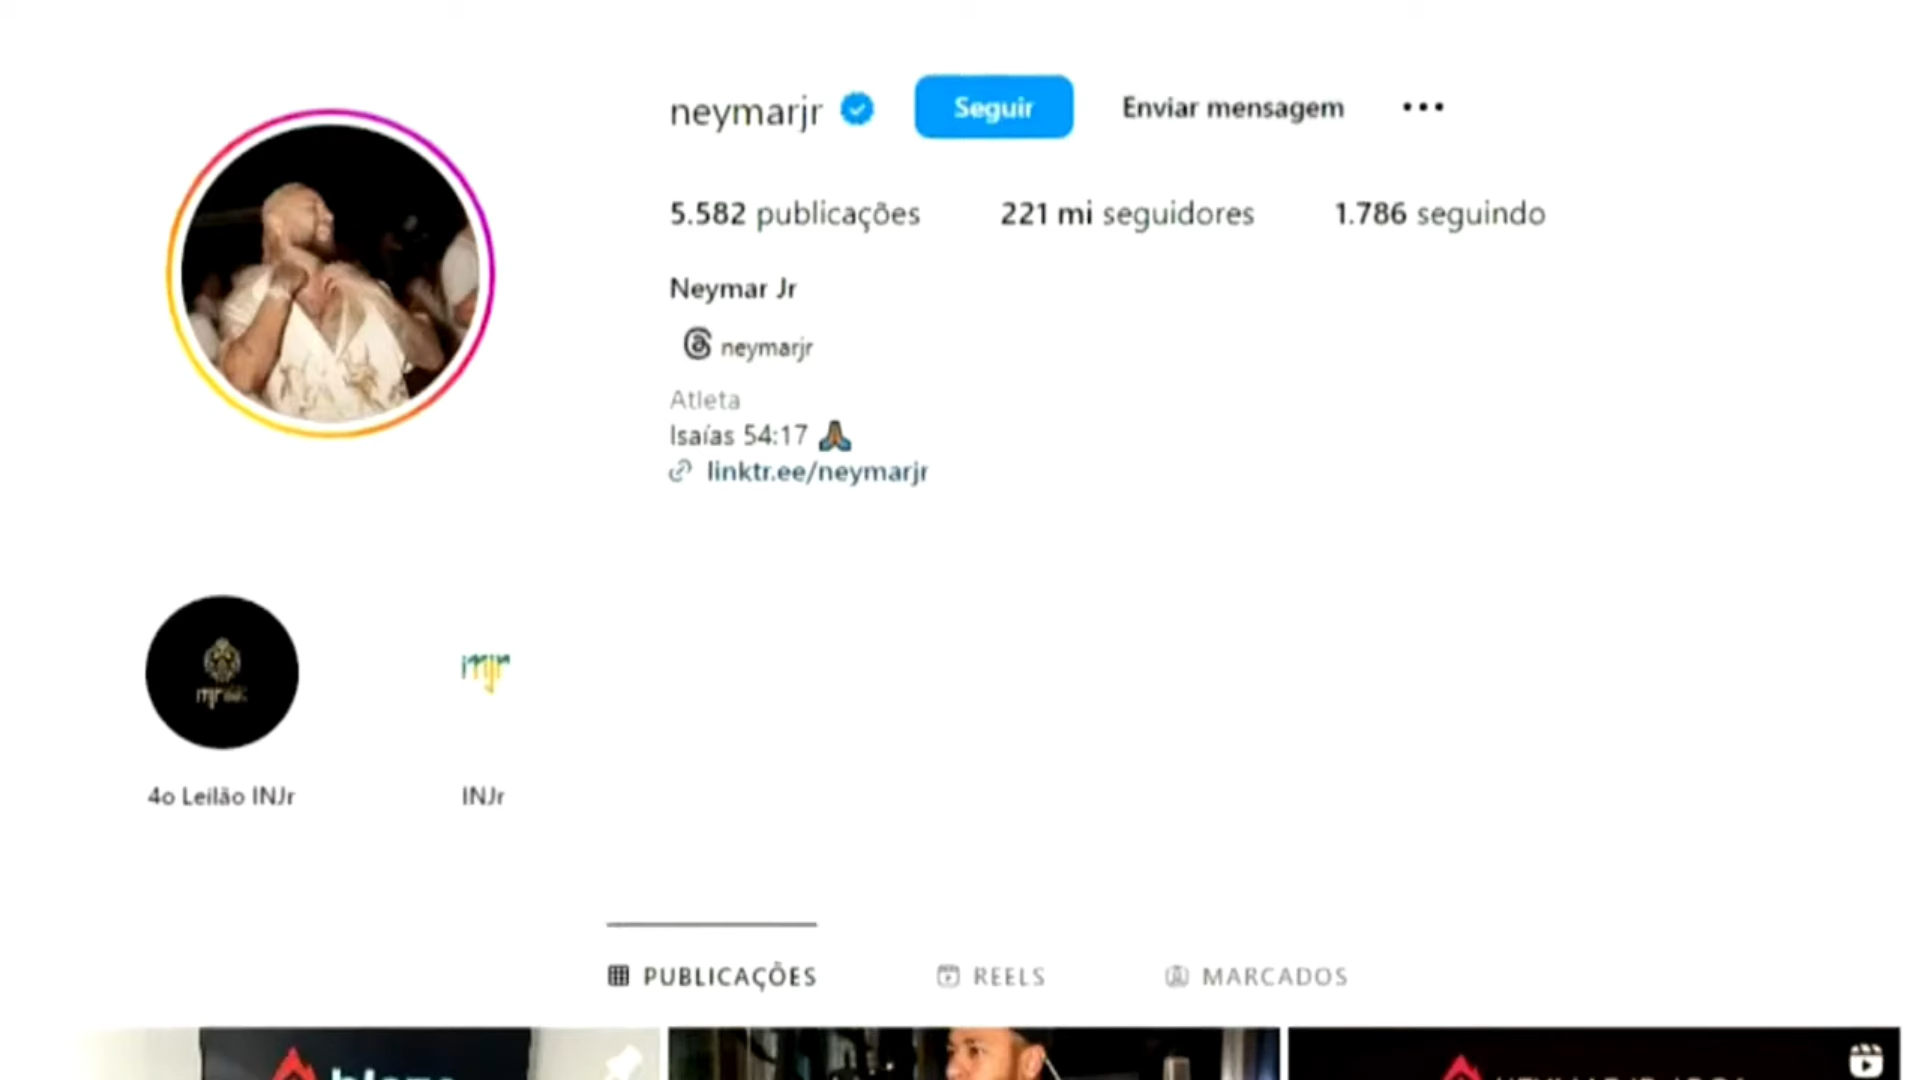 neymarjr
Seguir
Enviar mensagem
5.582 publicações
221 mi seguidores
1.786 seguindo
Neymar Jr
neymarjr
Atleta
Isaías 54:17
linktr.ee/neymarjr
4o Leilão INJr
INJr
PUBLICAÇÕES
REELS
MARCADOS